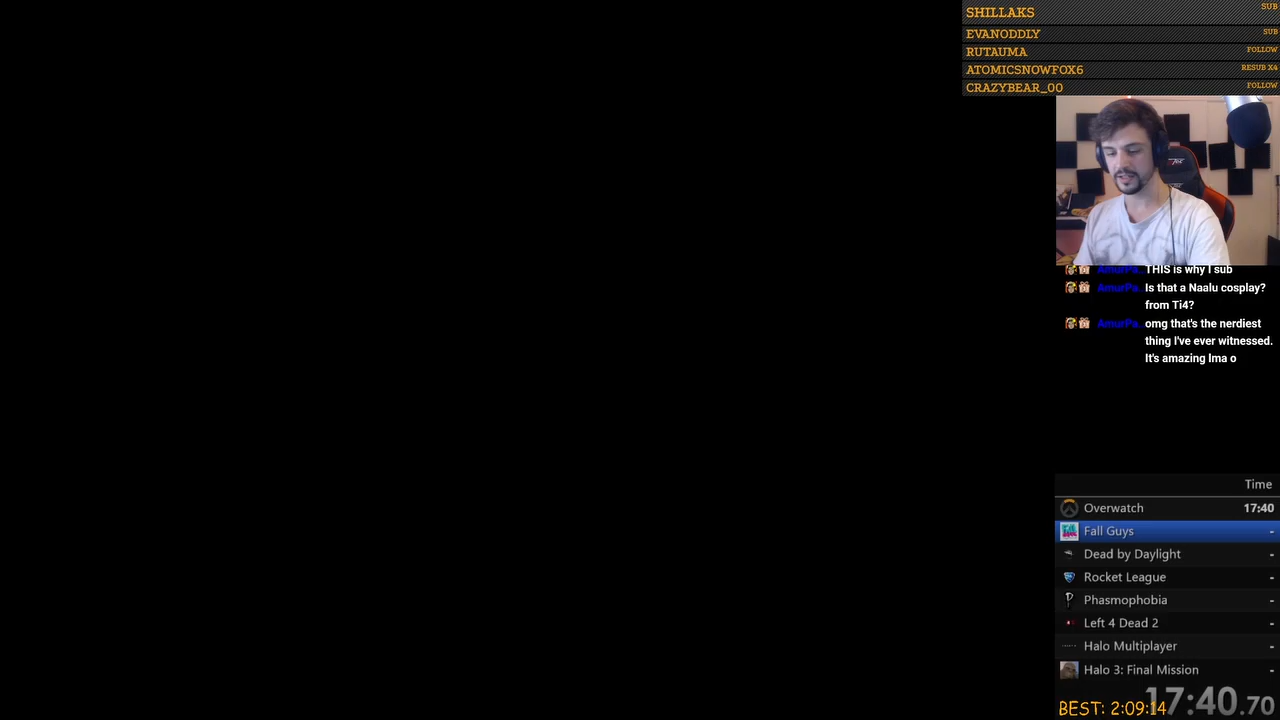 SHILLAKS SUB
EVANODDLY SUB
RUTAUMA FOLLOW
ATOMICSNOWFOX6 RESUB X4
CRAZYBEAR_00 FOLLOW
AmurPa.. THIS is why I sub
AmurPa.. Is that a Naalu cosplay?
from Ti4?
AmurPa.. omg that's the nerdiest
thing I've ever witnessed.
It's amazing lma o
Time
Overwatch 17:40
Fall Guys -
Dead by Daylight -
Rocket League -
Phasmophobia -
Left 4 Dead 2 -
Halo Multiplayer -
Halo 3: Final Mission -
BEST: 2:09:14 17:40.70